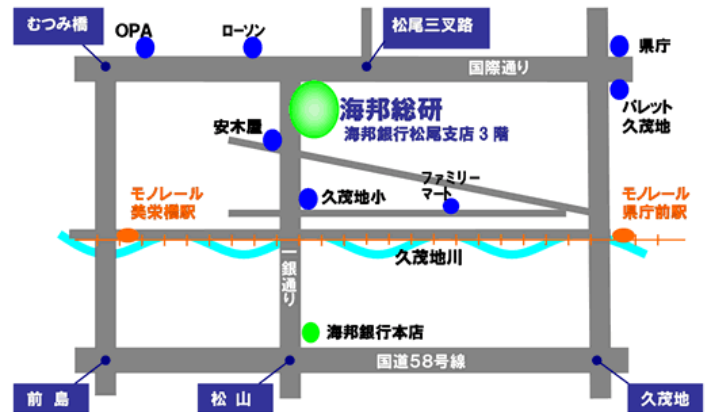 むつみ橋
OPA
ローソン
松尾三叉路
県庁
国際通り
パレット
久茂地
海邦総研
海邦銀行松尾支店3階
安木屋
ファミリー
マート
久茂地小
モノレール
美栄橋駅
モノレール
県庁前駅
久茂地川
一銀通り
海邦銀行本店
国道58号線
前島
松山
久茂地